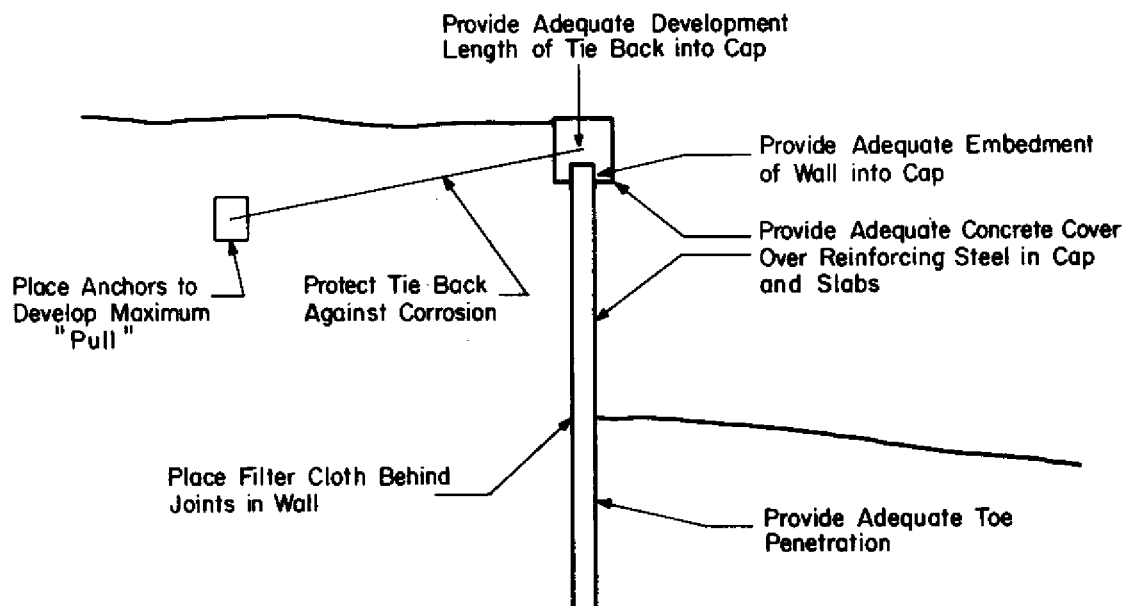 Provide Adequate Development
Length of Tie Back into Cap
Provide Adequate Embedment
of Wall into Cap
Provide Adequate Concrete Cover
Over Reinforcing Steel in Cap
and Slabs
Place Anchors to
Develop Maximum
"Pull"
Protect Tie Back
Against Corrosion
Place Filter Cloth Behind
Joints in Wall
Provide Adequate Toe
Penetration